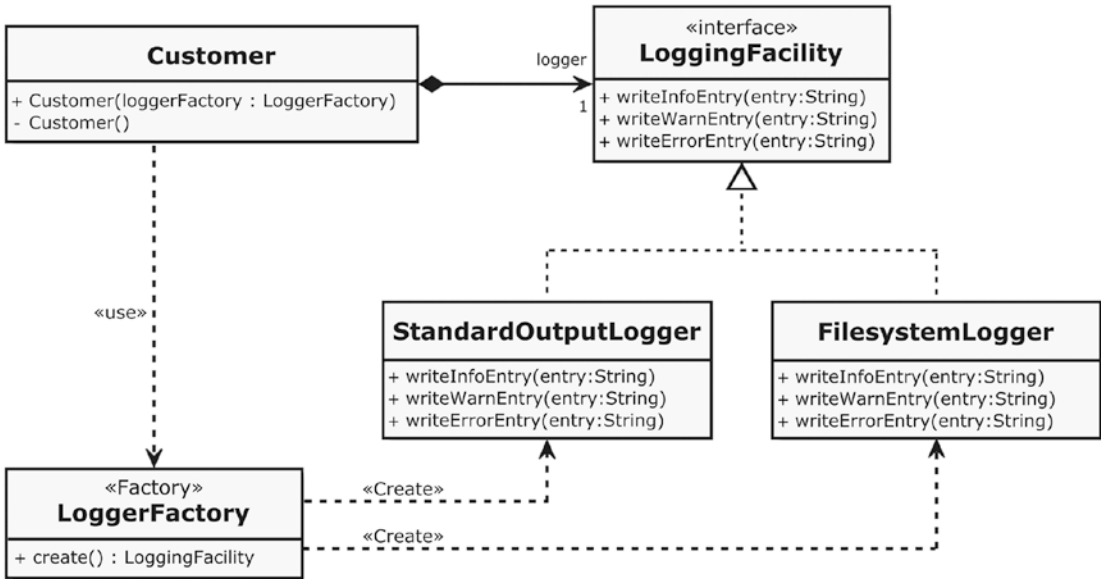 Customer
+ Customer(loggerFactory : LoggerFactory)
- Customer()
logger
1
«interface»
LoggingFacility
+ writeInfoEntry(entry:String)
+ writeWarnEntry(entry:String)
+ writeErrorEntry(entry:String)
«use»
StandardOutputLogger
+ writeInfoEntry(entry:String)
+ writeWarnEntry(entry:String)
+ writeErrorEntry(entry:String)
FilesystemLogger
+ writeInfoEntry(entry:String)
+ writeWarnEntry(entry:String)
+ writeErrorEntry(entry:String)
«Factory»
LoggerFactory
+ create() : LoggingFacility
«Create»
«Create»